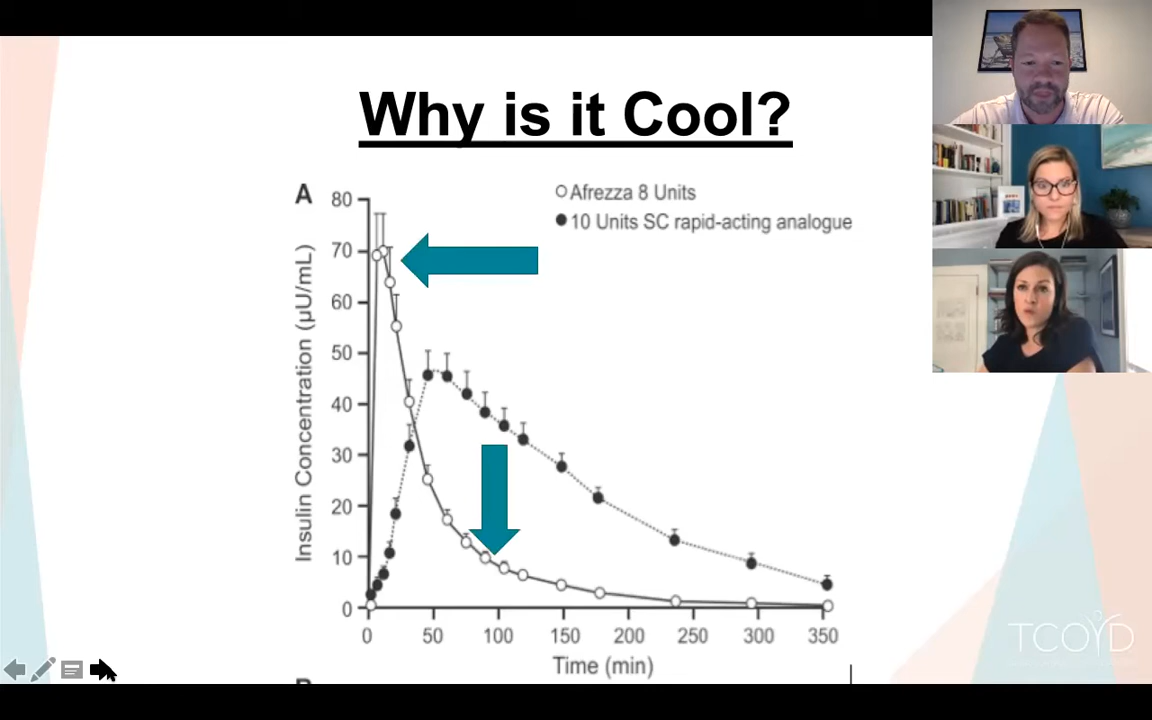 Why is it Cool?
A
Afrezza 8 Units
10 Units SC rapid-acting analogue
Insulin Concentration (µU/mL)
80
70
60
50
40
30
20
10
0
0 50 100 150 200 250 300 350
Time (min)
TCOYD